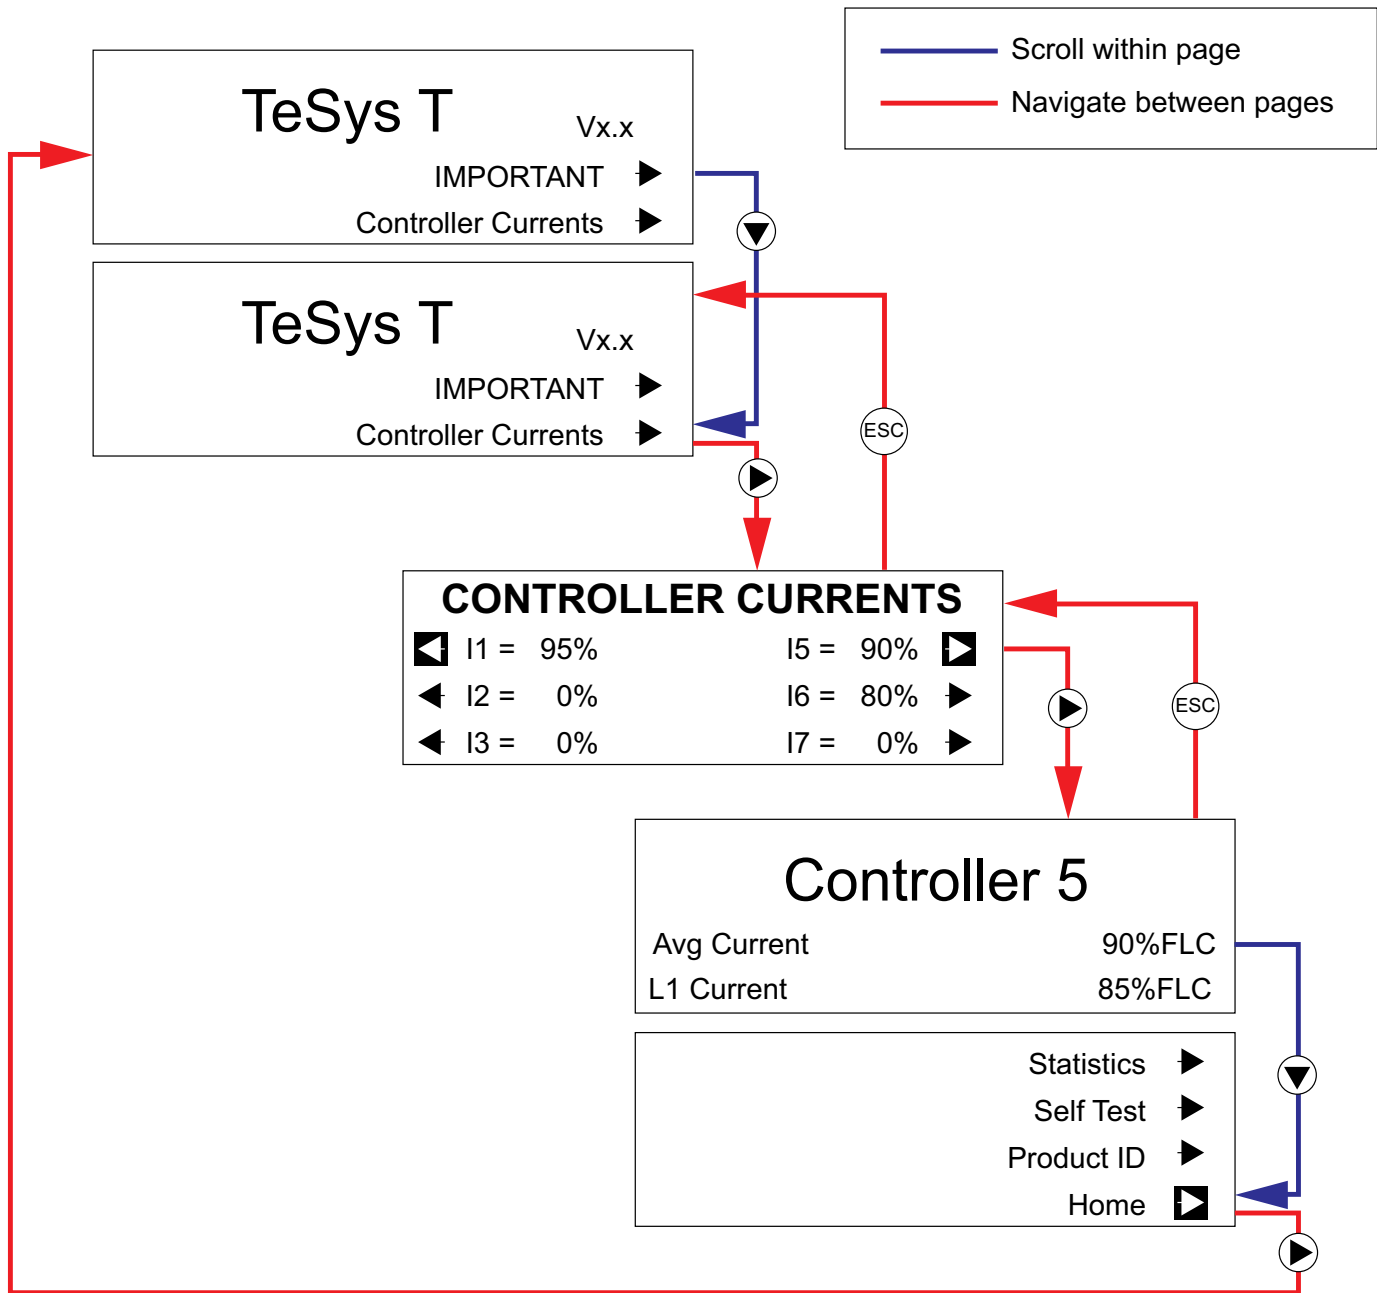 Scroll within page
Navigate between pages
TeSys T
Vx.x
IMPORTANT
Controller Currents
TeSys T
Vx.x
IMPORTANT
Controller Currents
ESC
CONTROLLER CURRENTS
I1 = 95% I5 = 90%
I2 = 0% I6 = 80%
I3 = 0% I7 = 0%
ESC
Controller 5
Avg Current 90%FLC
L1 Current 85%FLC
Statistics
Self Test
Product ID
Home